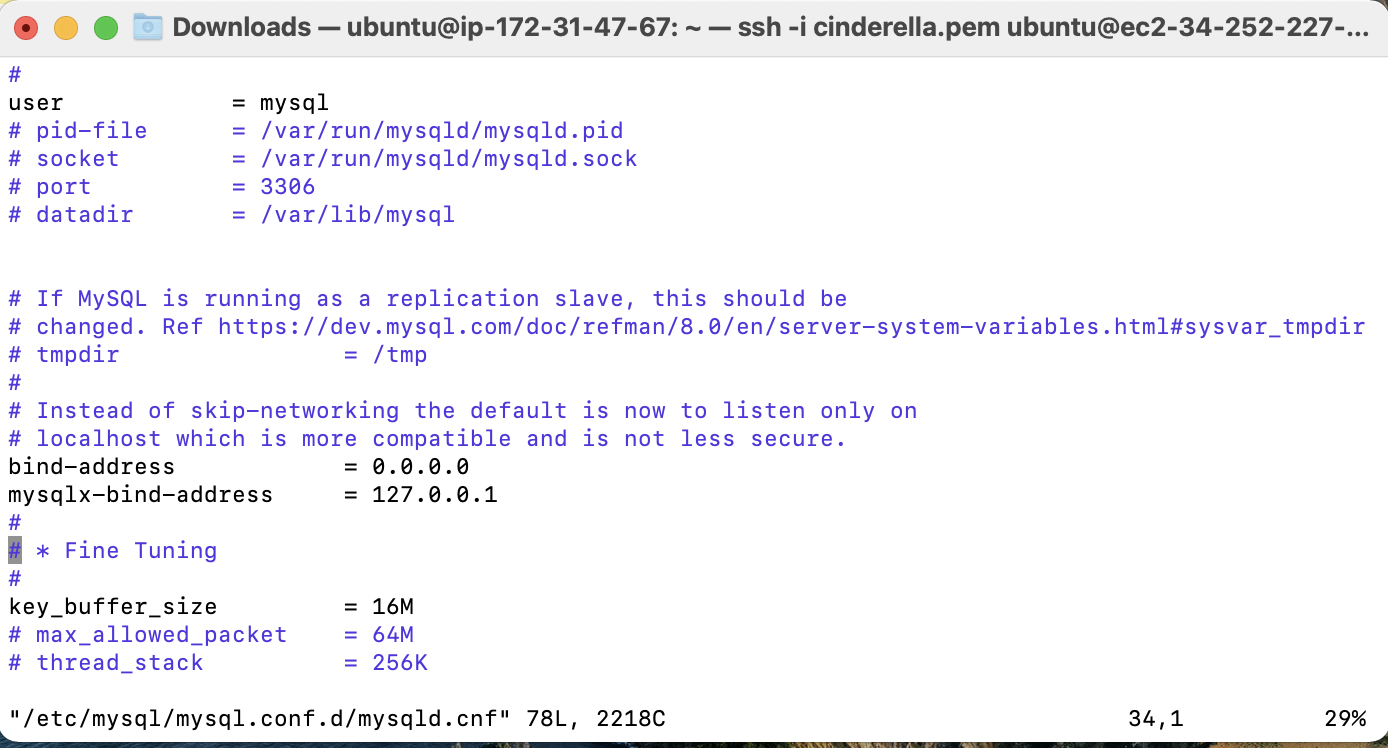 Downloads — ubuntu@ip-172-31-47-67: ~ — ssh -i cinderella.pem ubuntu@ec2-34-252-227-...
#
user            = mysql
# pid-file      = /var/run/mysqld/mysqld.pid
# socket        = /var/run/mysqld/mysqld.sock
# port          = 3306
# datadir       = /var/lib/mysql
# If MySQL is running as a replication slave, this should be
# changed. Ref https://dev.mysql.com/doc/refman/8.0/en/server-system-variables.html#sysvar_tmpdir
# tmpdir                = /tmp
#
# Instead of skip-networking the default is now to listen only on
# localhost which is more compatible and is not less secure.
bind-address            = 0.0.0.0
mysqlx-bind-address     = 127.0.0.1
#
# * Fine Tuning
#
key_buffer_size         = 16M
# max_allowed_packet    = 64M
# thread_stack          = 256K
"/etc/mysql/mysql.conf.d/mysqld.cnf" 78L, 2218C                                 34,1          29%